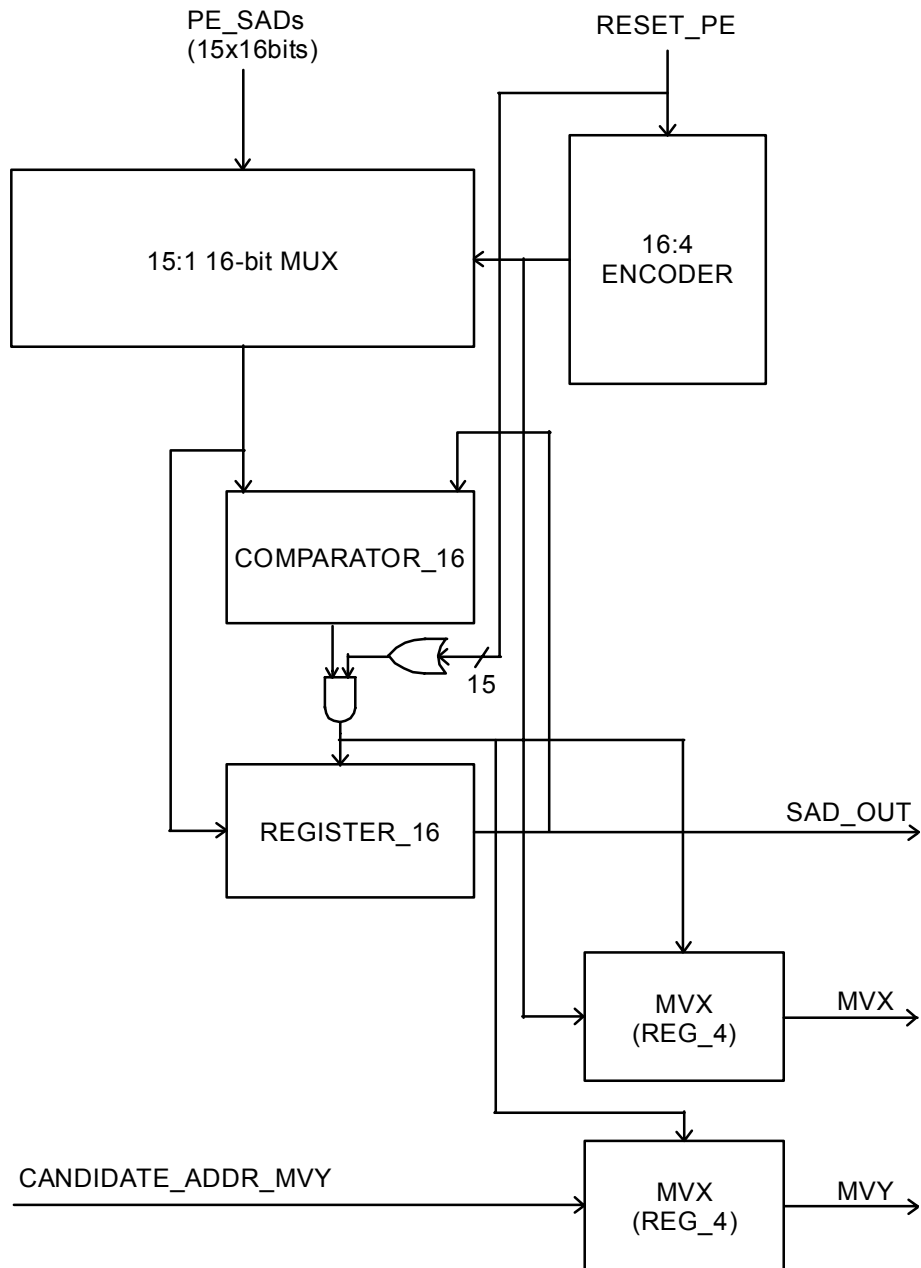 PE_SADs
(15x16bits)
RESET_PE
15:1 16-bit MUX
16:4
ENCODER
COMPARATOR_16
15
REGISTER_16
SAD_OUT
MVX
(REG_4)
MVX
CANDIDATE_ADDR_MVY
MVX
(REG_4)
MVY